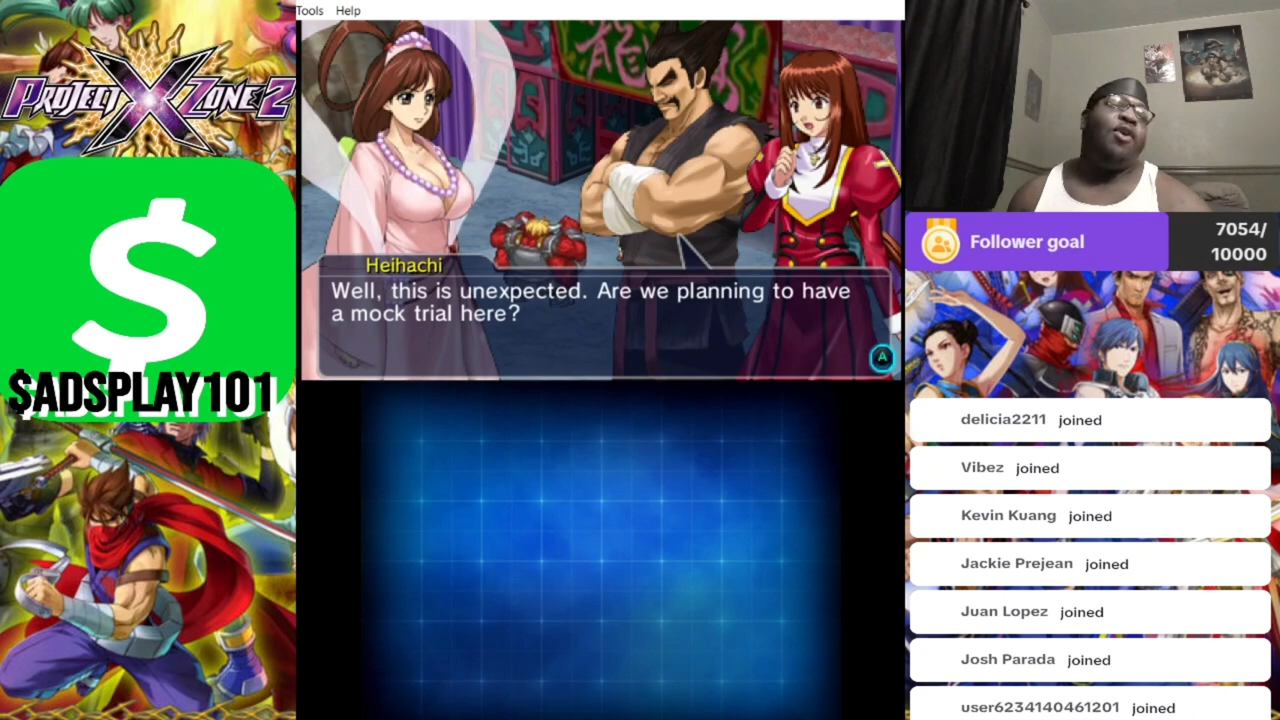 Tools Help
PROJECT X ZONE 2
$
$ADSPLAY101
龍
Heihachi
Well, this is unexpected. Are we planning to have
a mock trial here?
A
Follower goal
7054/
10000
delicia2211 joined
Vibez joined
Kevin Kuang joined
Jackie Prejean joined
Juan Lopez joined
Josh Parada joined
user6234140461201 joined